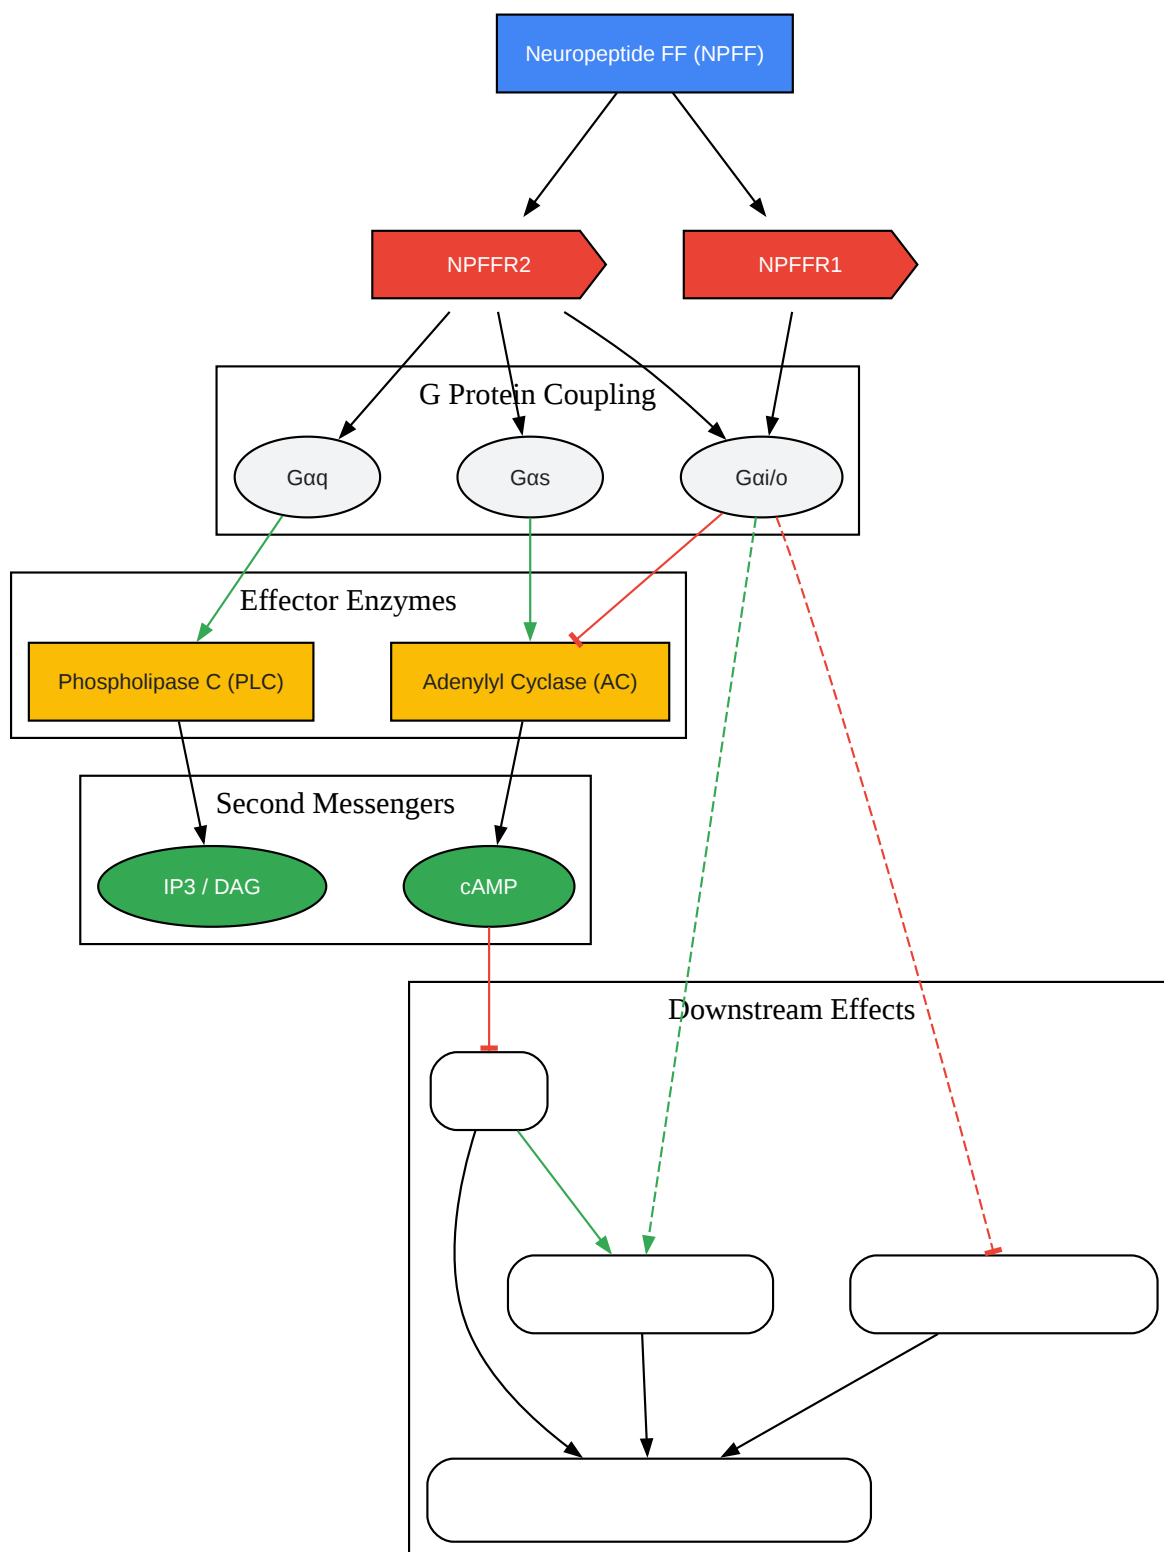 Neuropeptide FF (NPFF)
NPFFR2
NPFFR1
G Protein Coupling
Gαq
Gαs
Gαi/o
Effector Enzymes
Phospholipase C (PLC)
Adenylyl Cyclase (AC)
Second Messengers
IP3 / DAG
cAMP
Downstream Effects